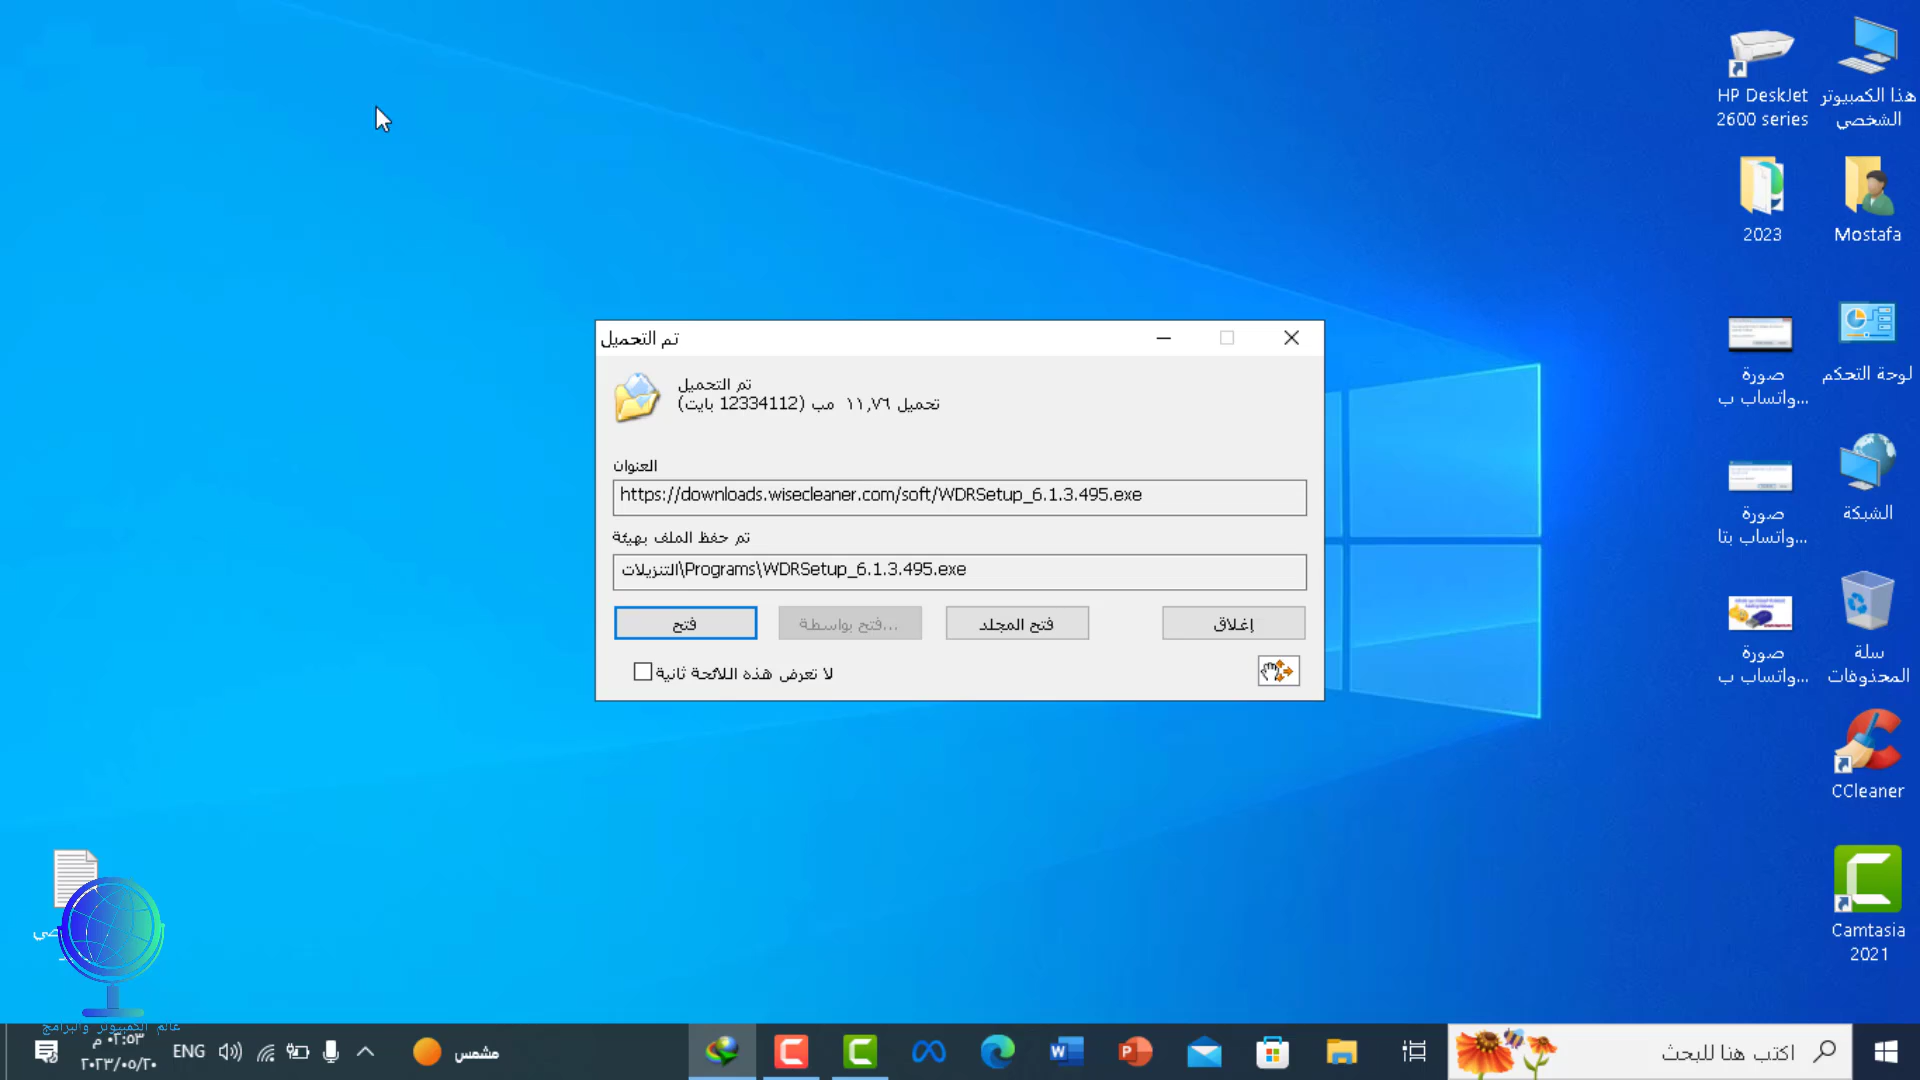 تم التحميل
تم التحميل
تحميل ١١,٧٦ مب (12334112 بايت)
العنوان
https://downloads.wisecleaner.com/soft/WDRSetup_6.1.3.495.exe
تم حفظ الملف بهيئة
التنزيلات\Programs\WDRSetup_6.1.3.495.exe
فتح
فتح بواسطة...
فتح المجلد
إغلاق
لا تعرض هذه اللائحة ثانية
HP DeskJet
2600 series
هذا الكمبيوتر
الشخصي
2023
Mostafa
صورة
واتساب ب...
لوحة التحكم
صورة
واتساب بتا...
الشبكة
صورة
واتساب ب...
سلة
المحذوفات
CCleaner
Camtasia
2021
عالم الكمبيوتر والبرامج
٠٢:٥٣ م
٢٠٢٣/٠٥/٢٠
ENG
مشمس
اكتب هنا للبحث